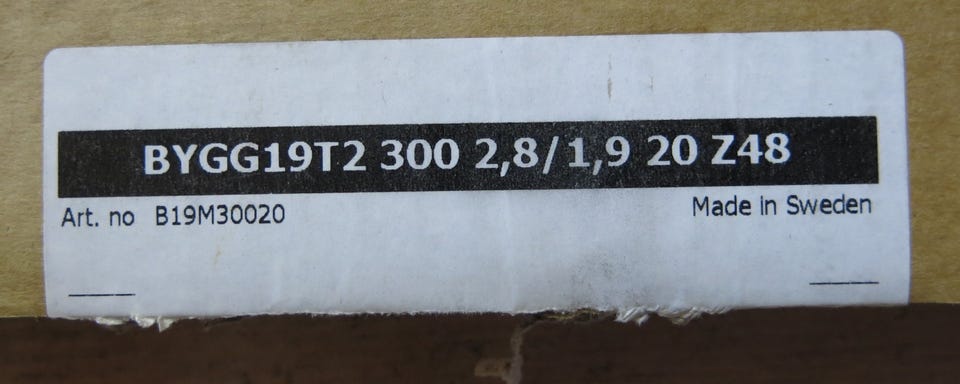 BYGG19T2 300 2,8/1,9 20 Z48
Art. no B19M30020 Made in Sweden